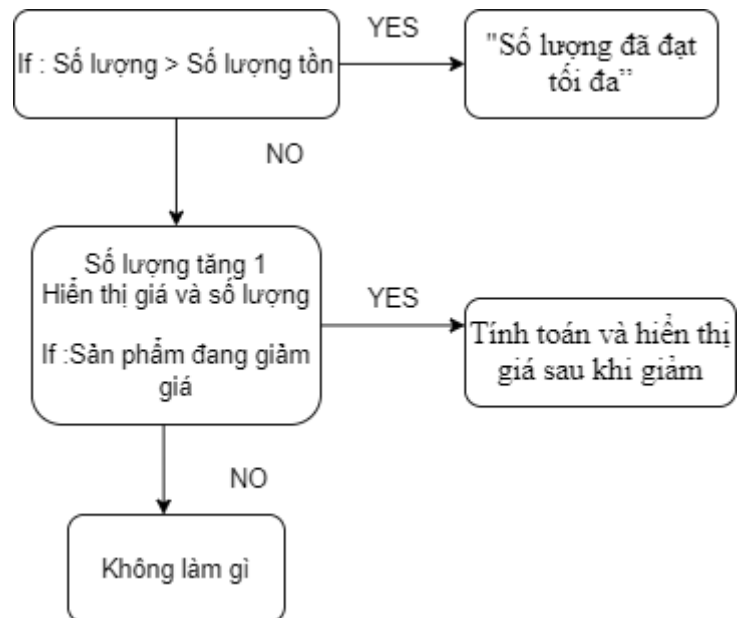 YES
If : Số lượng > Số lượng tồn
"Số lượng đã đạt
tối đa”
NO
Số lượng tăng 1
Hiển thị giá và số lượng
If :Sản phẩm đang giảm
giá
YES
Tính toán và hiển thị
giá sau khi giảm
NO
Không làm gì